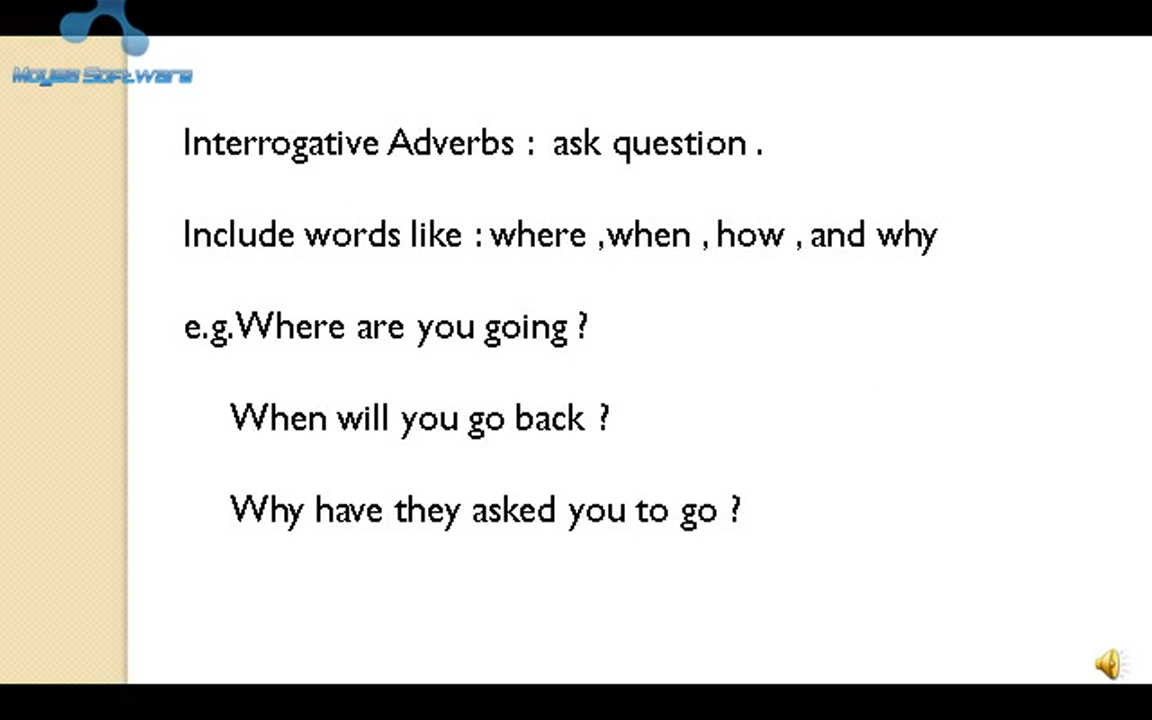 Moyea Software
Interrogative Adverbs : ask question .
Include words like : where ,when , how , and why
e.g.Where are you going ?
When will you go back ?
Why have they asked you to go ?